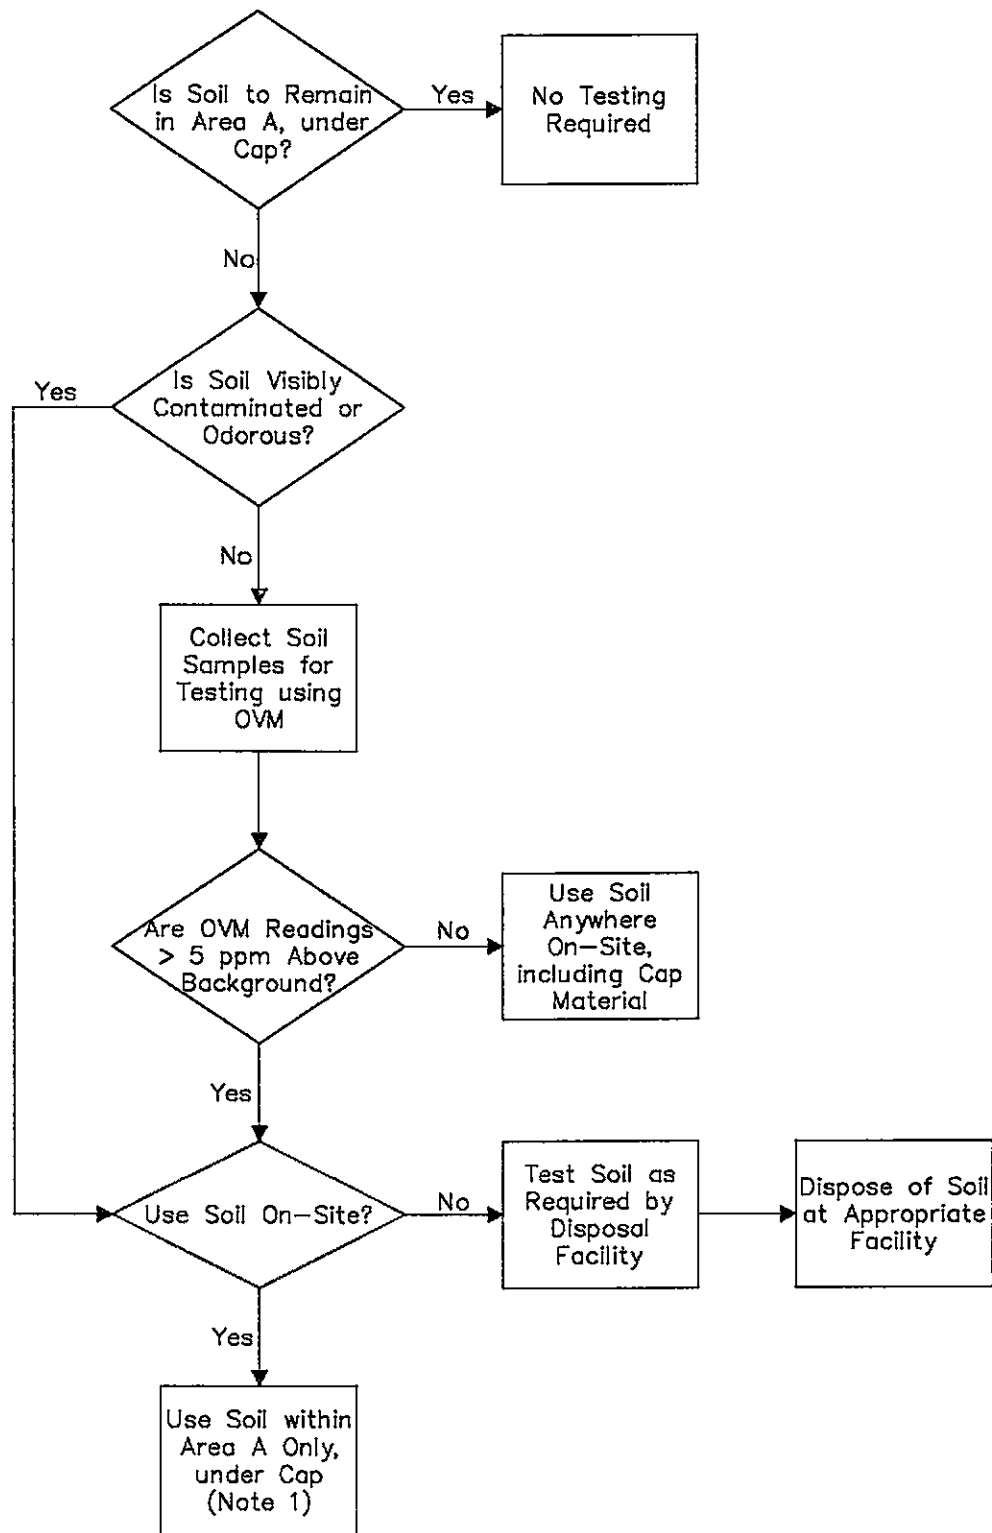 Is Soil to Remain
in Area A, under
Cap?
Yes
No Testing
Required
No
Is Soil Visibly
Contaminated or
Odorous?
Yes
No
Collect Soil
Samples for
Testing using
OVM
Are OVM Readings
> 5 ppm Above
Background?
No
Use Soil
Anywhere
On-Site,
including Cap
Material
Yes
Use Soil On-Site?
No
Test Soil as
Required by
Disposal
Facility
Dispose of Soil
at Appropriate
Facility
Yes
Use Soil within
Area A Only,
under Cap
(Note 1)